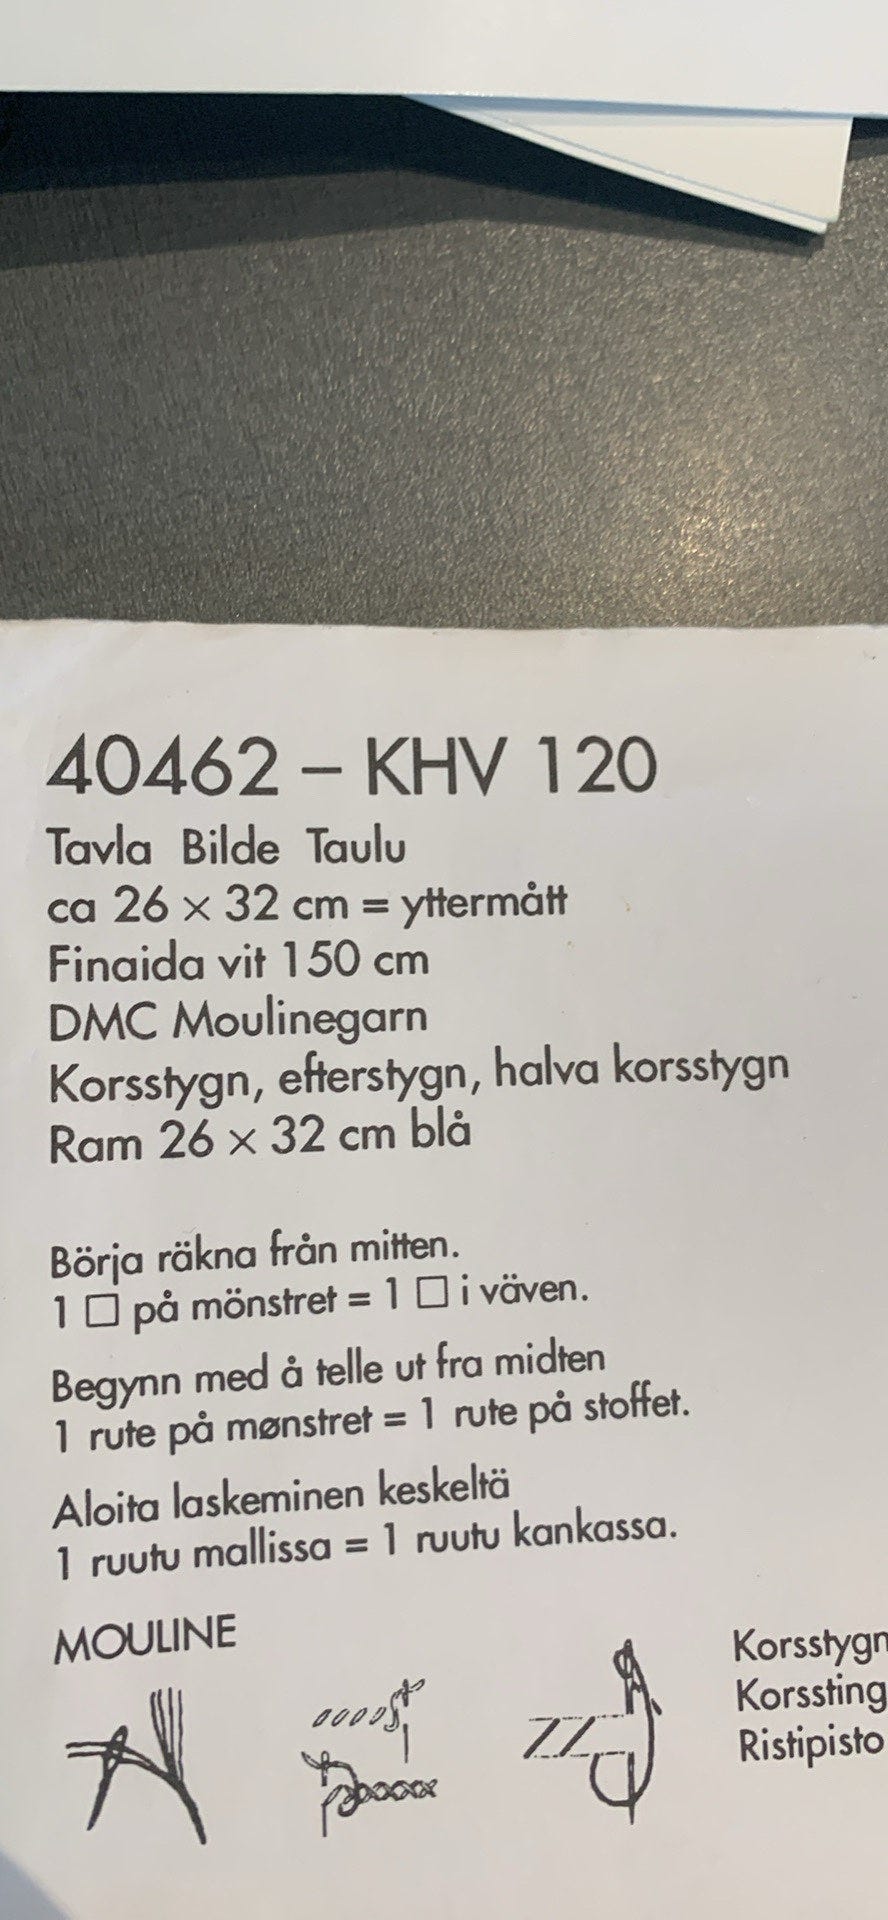 40462 – KHV 120
Tavla Bilde Taulu
ca 26 × 32 cm = yttermått
Finaida vit 150 cm
DMC Moulinegarn
Korsstygn, efterstygn, halva korsstygn
Ram 26 × 32 cm blå
Börja räkna från mitten.
1 □ på mönstret = 1 □ i väven.
Begynn med å telle ut fra midten
1 rute på mønstret = 1 rute på stoffet.
Aloita laskeminen keskeltä
1 ruutu mallissa = 1 ruutu kankassa.
MOULINE
Korsstygn
Korssting
Ristipisto